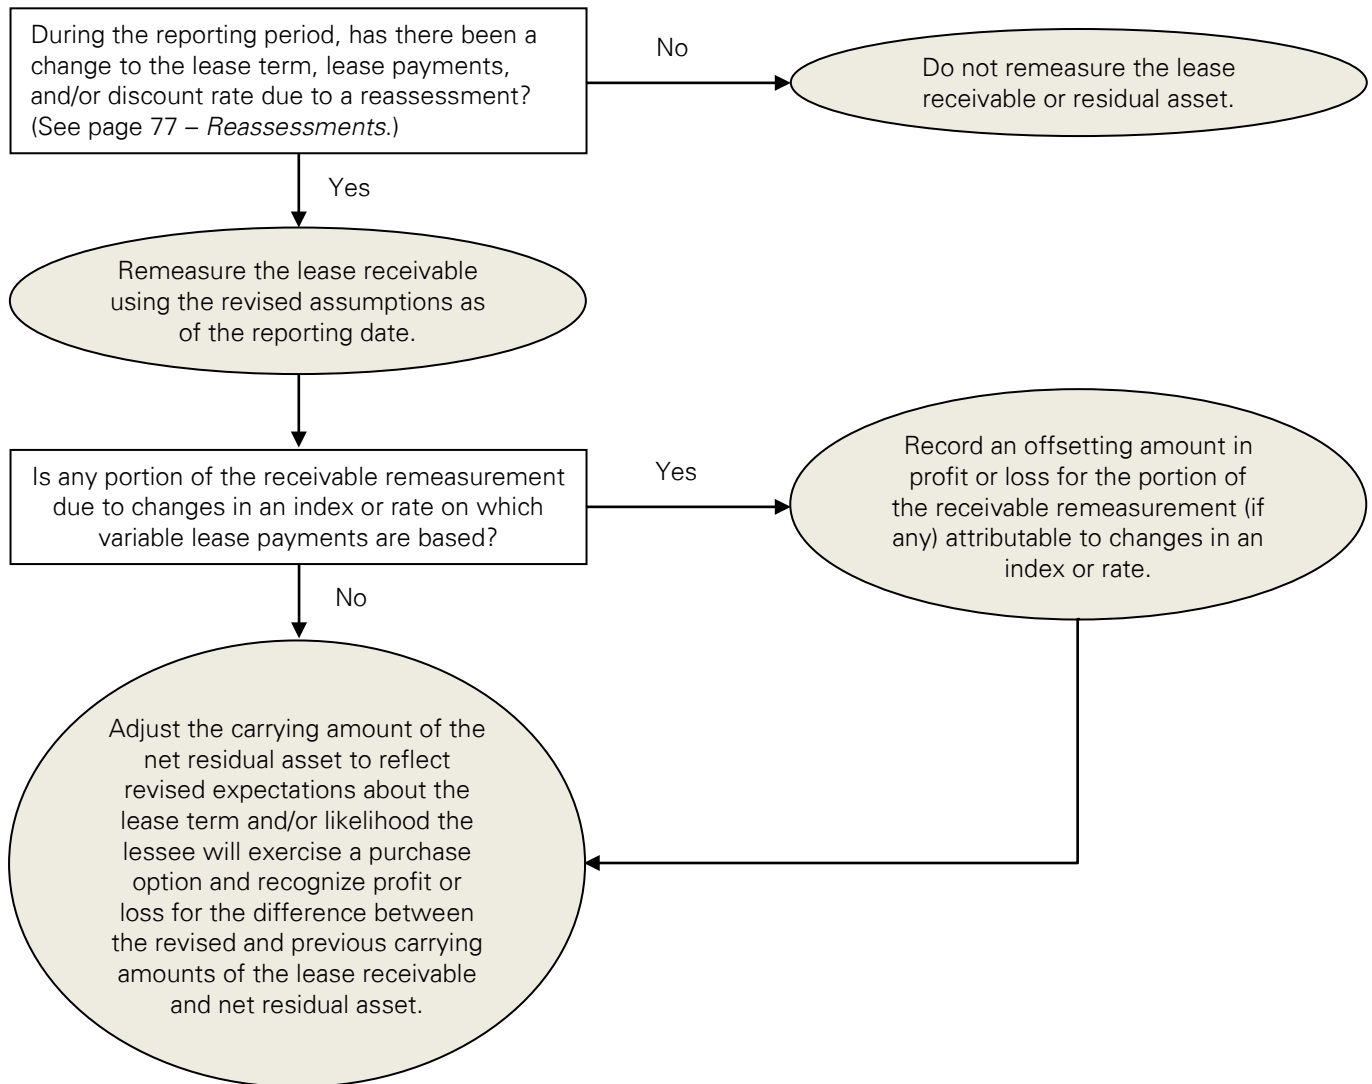 During the reporting period, has there been a
change to the lease term, lease payments,
and/or discount rate due to a reassessment?
(See page 77 – Reassessments.)
No
Do not remeasure the lease
receivable or residual asset.
Yes
Remeasure the lease receivable
using the revised assumptions as
of the reporting date.
Is any portion of the receivable remeasurement
due to changes in an index or rate on which
variable lease payments are based?
Yes
Record an offsetting amount in
profit or loss for the portion of
the receivable remeasurement (if
any) attributable to changes in an
index or rate.
No
Adjust the carrying amount of the
net residual asset to reflect
revised expectations about the
lease term and/or likelihood the
lessee will exercise a purchase
option and recognize profit or
loss for the difference between
the revised and previous carrying
amounts of the lease receivable
and net residual asset.